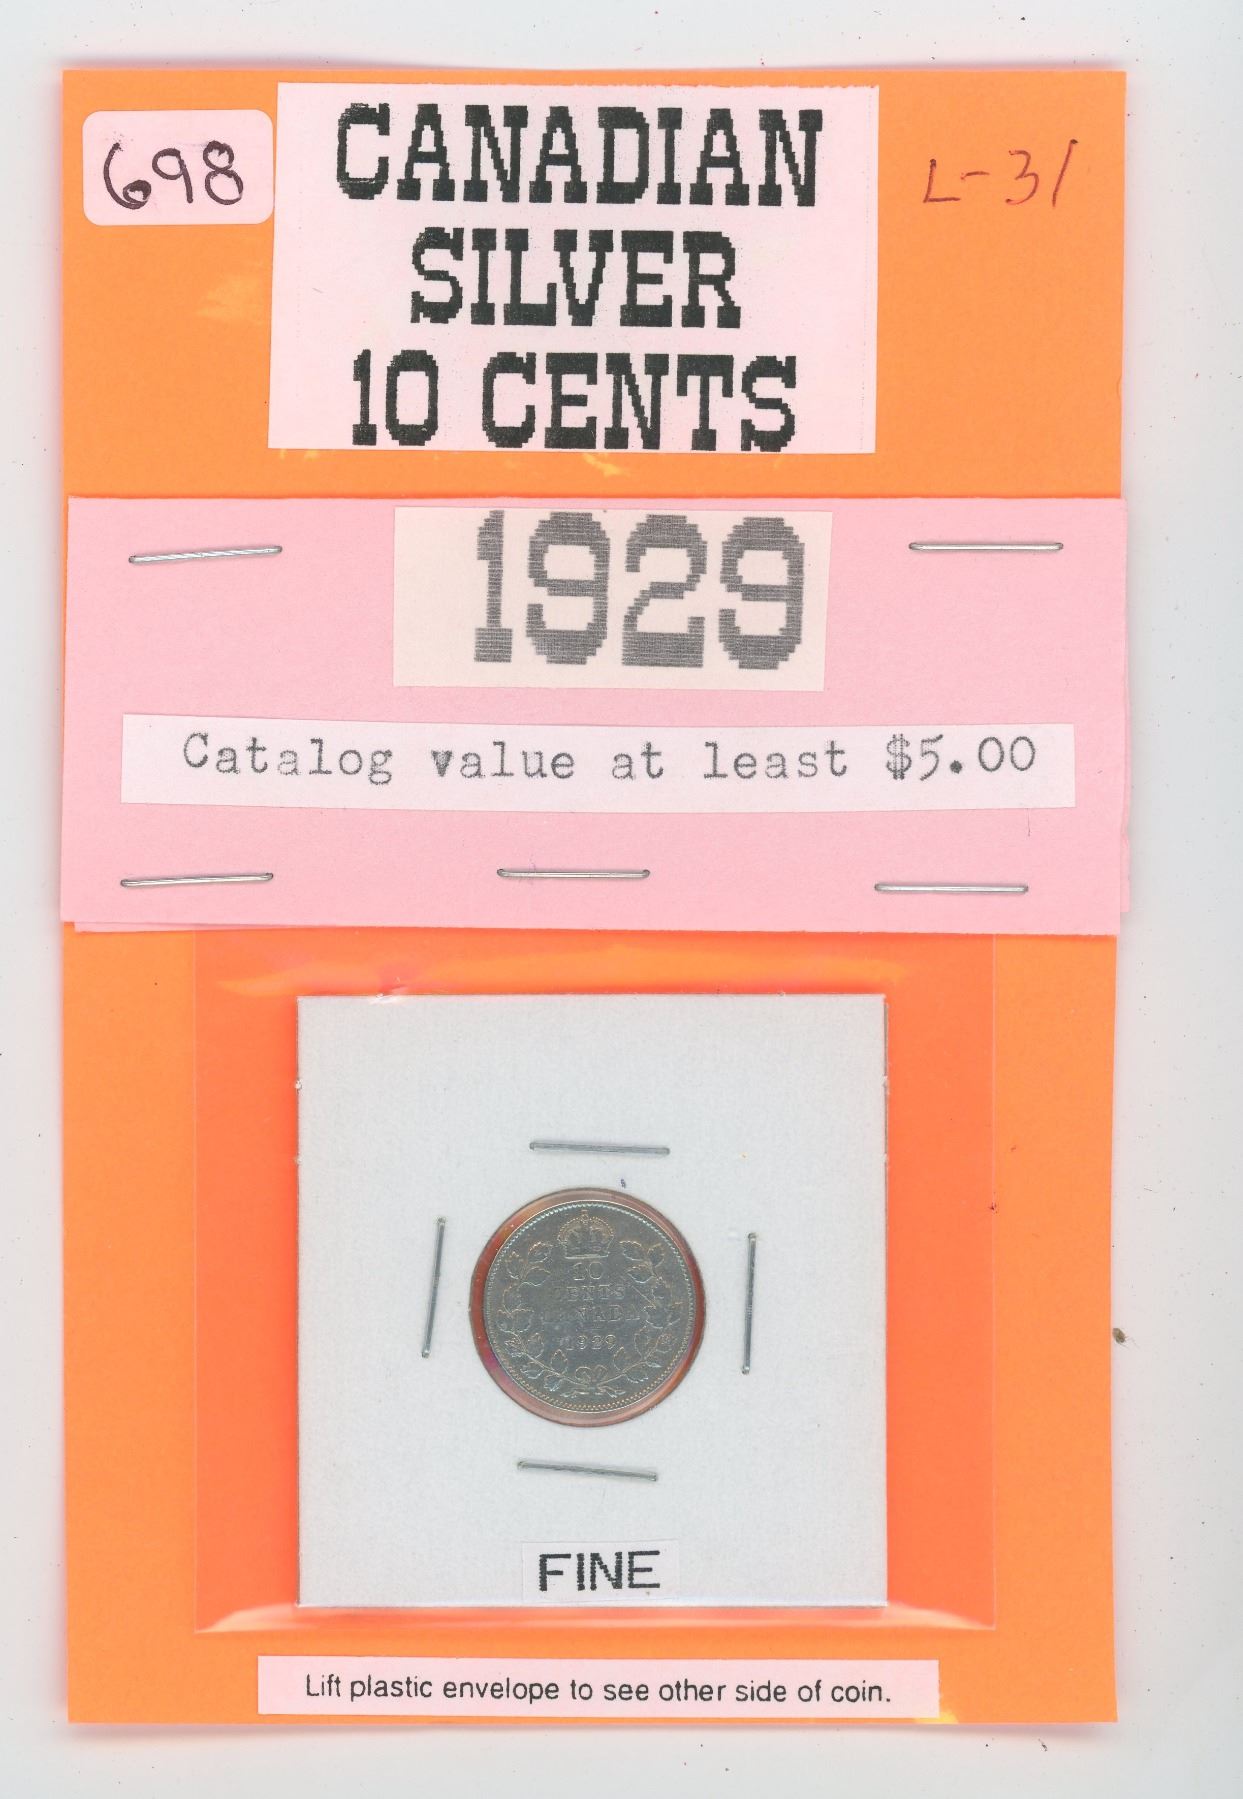 698
CANADIAN
SILVER
10 CENTS
L-31
1929
Catalog value at least $5.00
10
CENTS
CANADA
1929
FINE
Lift plastic envelope to see other side of coin.